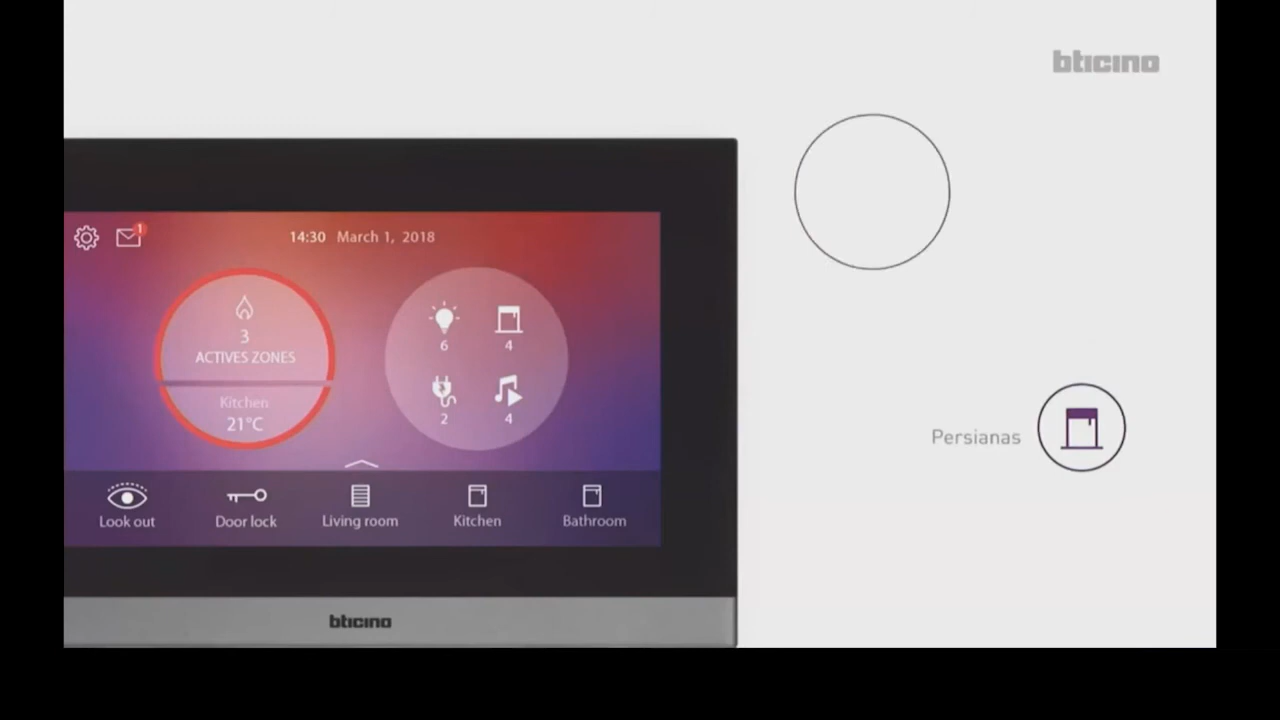 bticino
1
14:30 March 1, 2018
3
ACTIVES ZONES
Kitchen
21°C
6
4
2
4
Persianas
Look out
Door lock
Living room
Kitchen
Bathroom
bticino